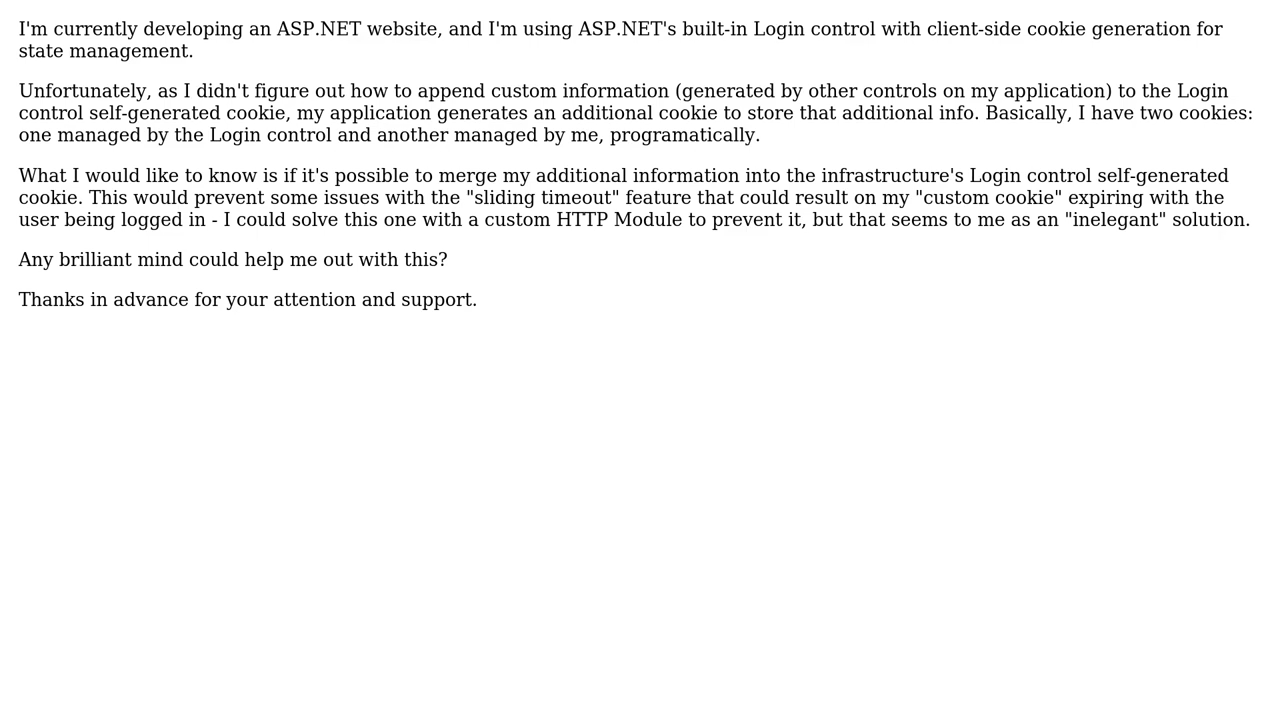 I'm currently developing an ASP.NET website, and I'm using ASP.NET's built-in Login control with client-side cookie generation for
state management.
Unfortunately, as I didn't figure out how to append custom information (generated by other controls on my application) to the Login
control self-generated cookie, my application generates an additional cookie to store that additional info. Basically, I have two cookies:
one managed by the Login control and another managed by me, programatically.
What I would like to know is if it's possible to merge my additional information into the infrastructure's Login control self-generated
cookie. This would prevent some issues with the "sliding timeout" feature that could result on my "custom cookie" expiring with the
user being logged in - I could solve this one with a custom HTTP Module to prevent it, but that seems to me as an "inelegant" solution.
Any brilliant mind could help me out with this?
Thanks in advance for your attention and support.